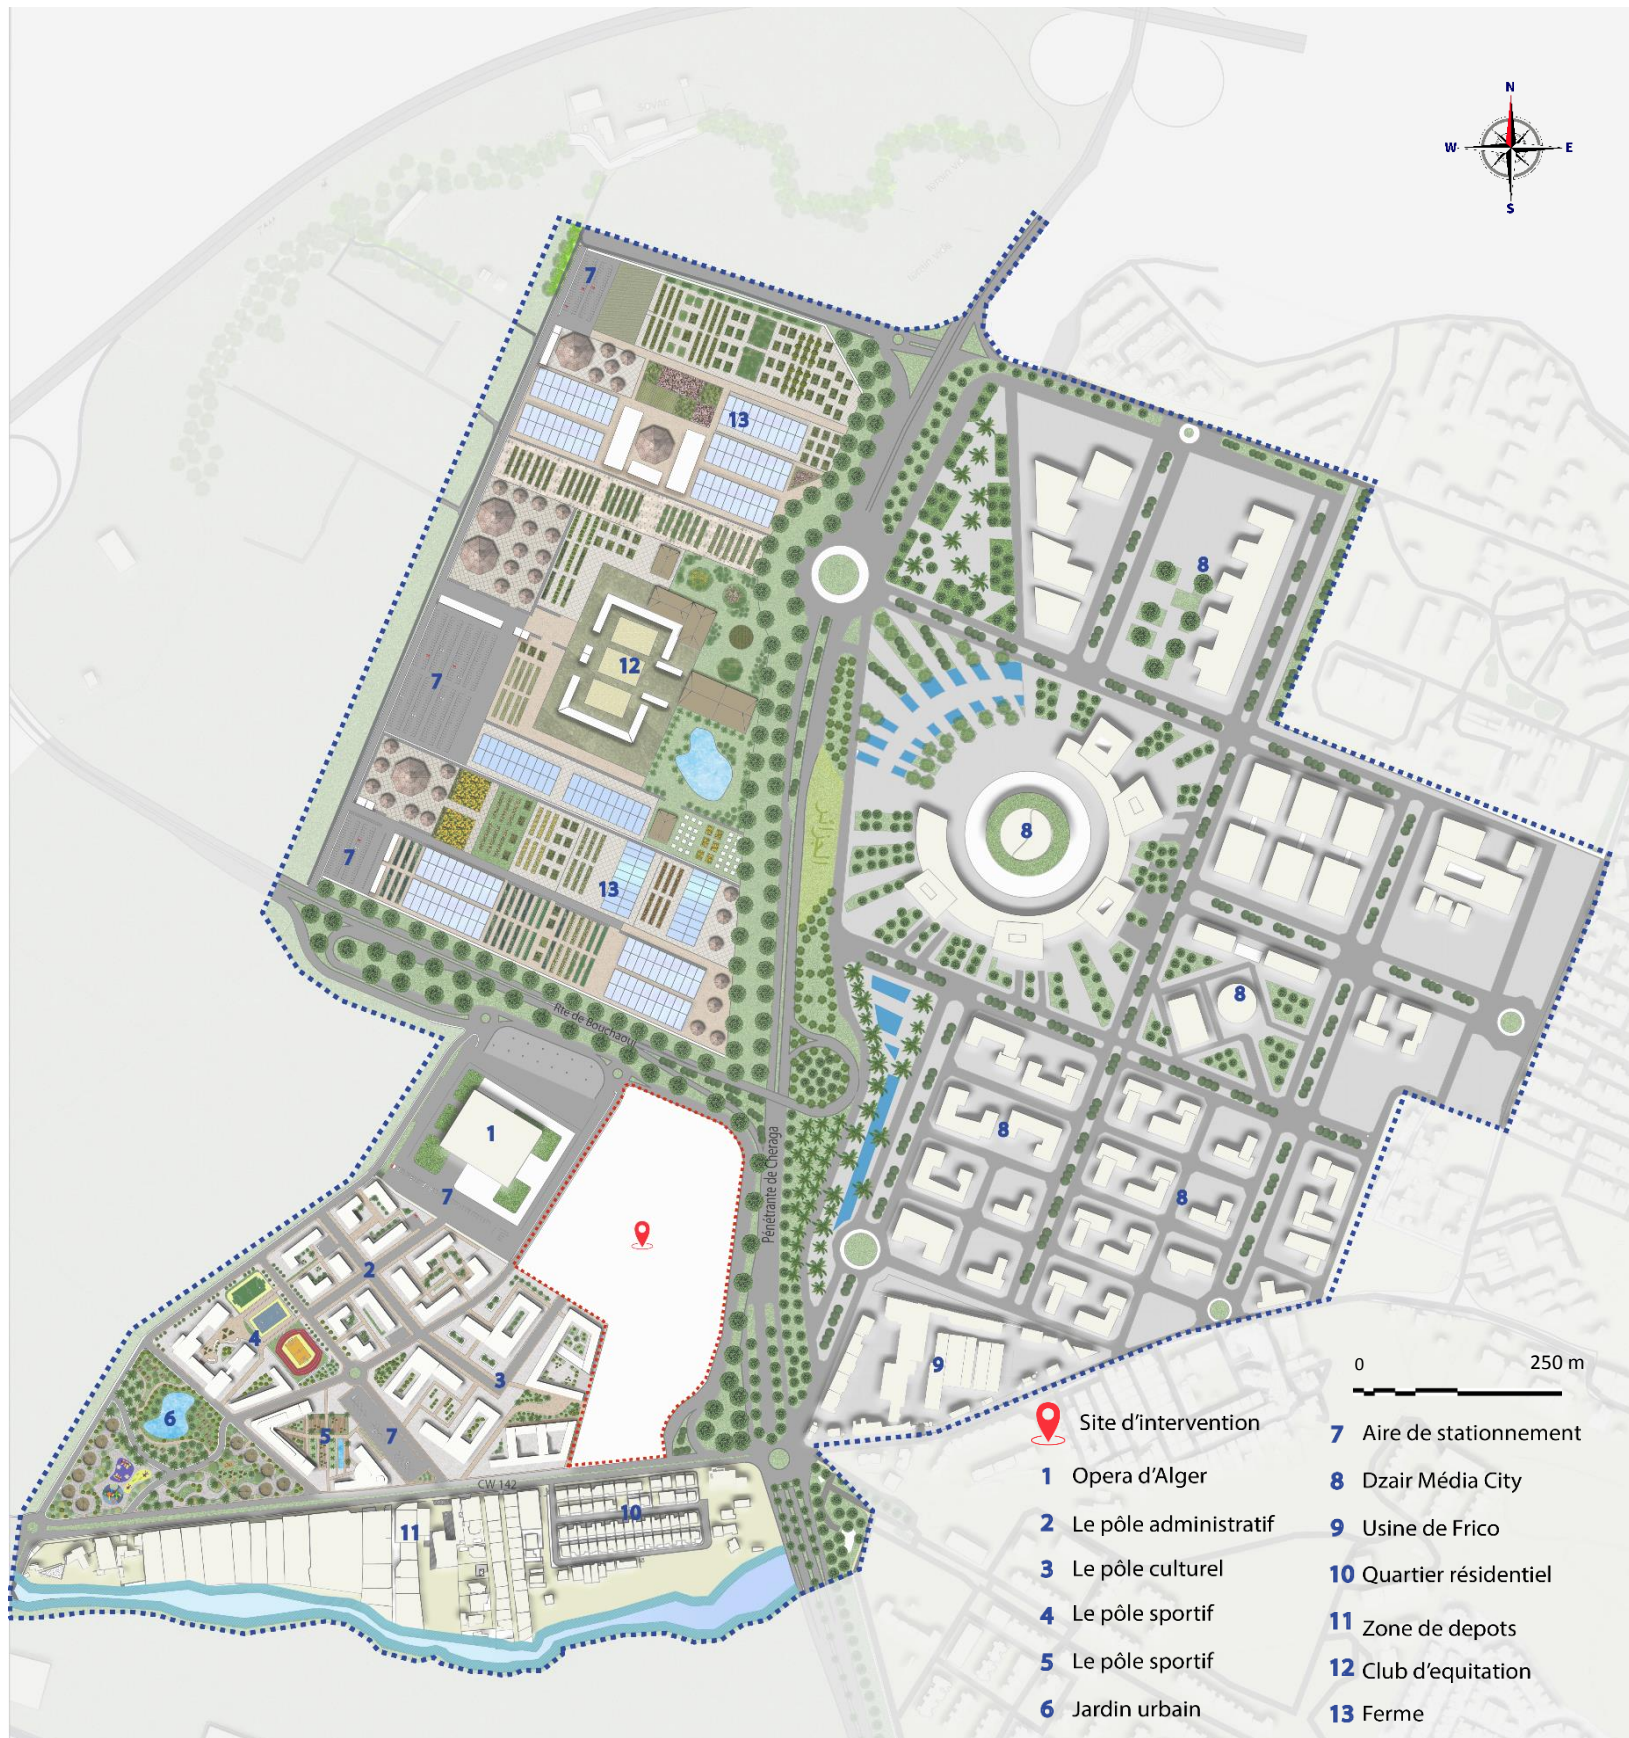 N
W
E
S
7
13
8
12
7
8
7
13
8
Rte de Bouchaoui
1
8
Pénétrante de Cheraga
7
8
2
4
9
3
6
5
7
CW 142
10
11
0 250 m
Site d'intervention
1 Opera d'Alger
2 Le pôle administratif
3 Le pôle culturel
4 Le pôle sportif
5 Le pôle sportif
6 Jardin urbain
7 Aire de stationnement
8 Dzair Média City
9 Usine de Frico
10 Quartier résidentiel
11 Zone de depots
12 Club d'equitation
13 Ferme